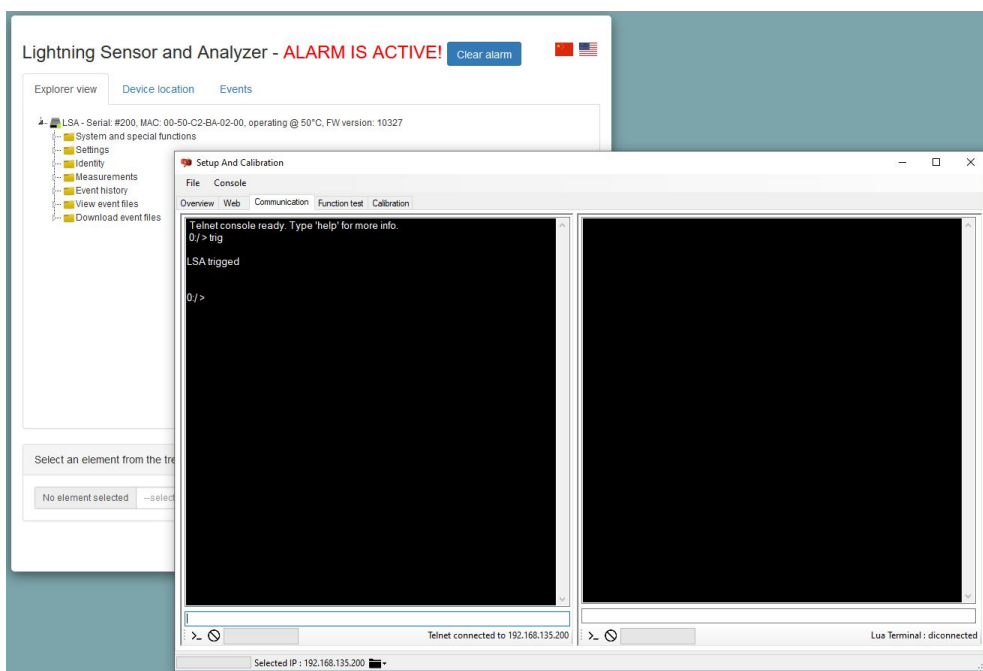 Lightning Sensor and Analyzer - ALARM IS ACTIVE! Clear alarm
Explorer view Device location Events
LSA - Serial: #200, MAC: 00-50-C2-BA-02-00, operating @ 50°C, FW version: 10327
System and special functions
Settings
Identity
Measurements
Event history
View event files
Download event files
Select an element from the tre
No element selected --select
Setup And Calibration
File Console
Overview Web Communication Function test Calibration
Telnet console ready. Type 'help' for more info.
0:/ > trig
LSA trigged
0:/ >
Telnet connected to 192.168.135.200
Lua Terminal : diconnected
Selected IP : 192.168.135.200